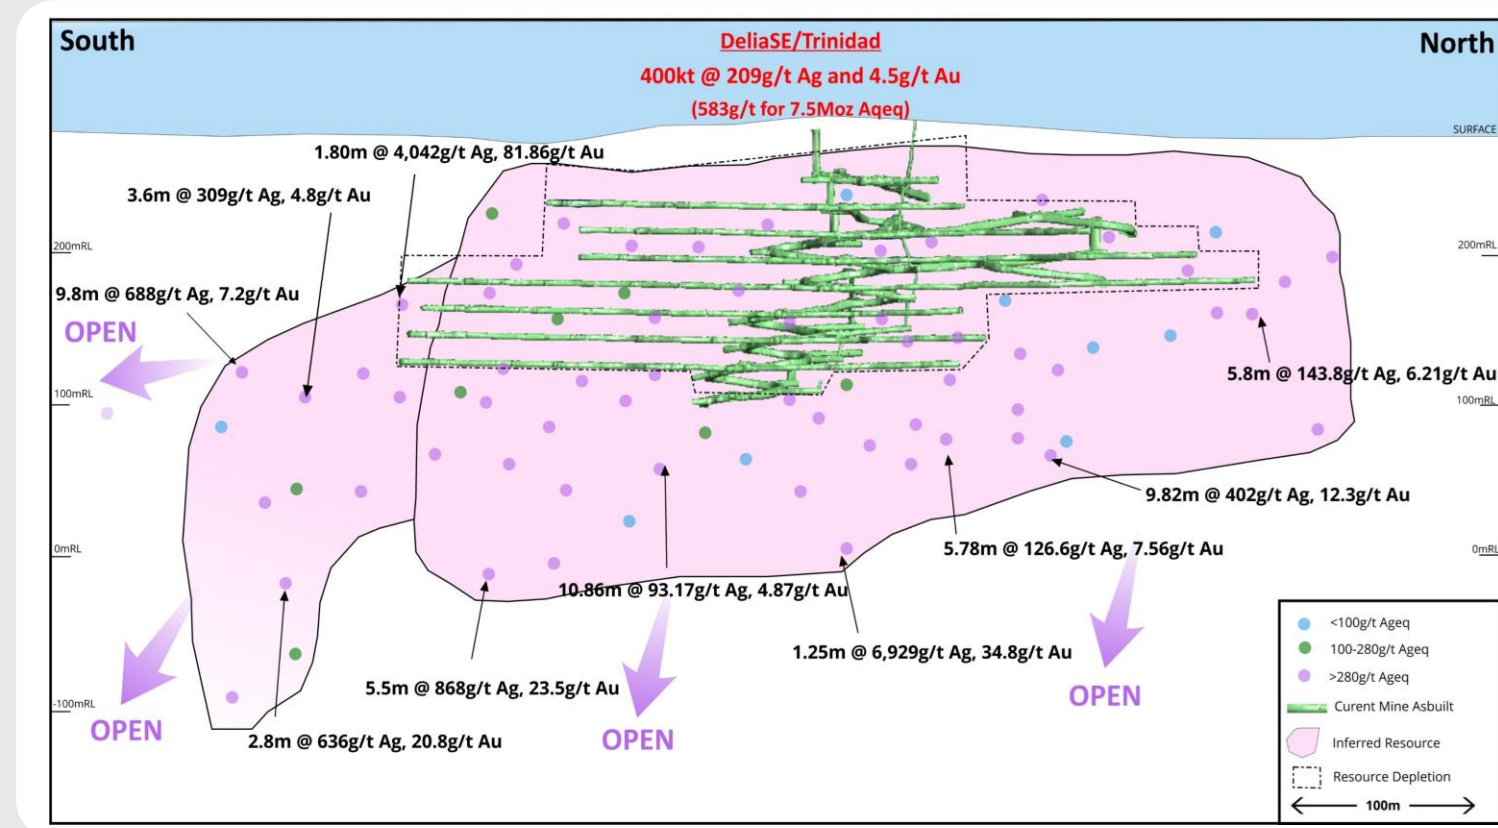 South
DeliaSE/Trinidad
North
400kt @ 209g/t Ag and 4.5g/t Au
(583g/t for 7.5Moz Aqeq)
SURFACE
1.80m @ 4,042g/t Ag, 81.86g/t Au
3.6m @ 309g/t Ag, 4.8g/t Au
200mRL
200mRL
9.8m @ 688g/t Ag, 7.2g/t Au
OPEN
5.8m @ 143.8g/t Ag, 6.21g/t Au
100mRL
100mRL
9.82m @ 402g/t Ag, 12.3g/t Au
0mRL
5.78m @ 126.6g/t Ag, 7.56g/t Au
0mRL
10.86m @ 93.17g/t Ag, 4.87g/t Au
1.25m @ 6,929g/t Ag, 34.8g/t Au
5.5m @ 868g/t Ag, 23.5g/t Au
OPEN
-100mRL
OPEN
OPEN
2.8m @ 636g/t Ag, 20.8g/t Au
<100g/t Ageq
100-280g/t Ageq
>280g/t Ageq
Curent Mine Asbuilt
Inferred Resource
Resource Depletion
100m